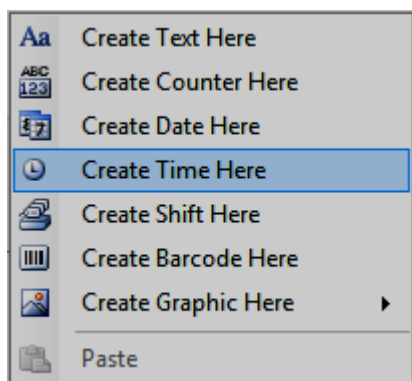 Aa Create Text Here
ABC
123 Create Counter Here
Create Date Here
Create Time Here
Create Shift Here
Create Barcode Here
Create Graphic Here
Paste